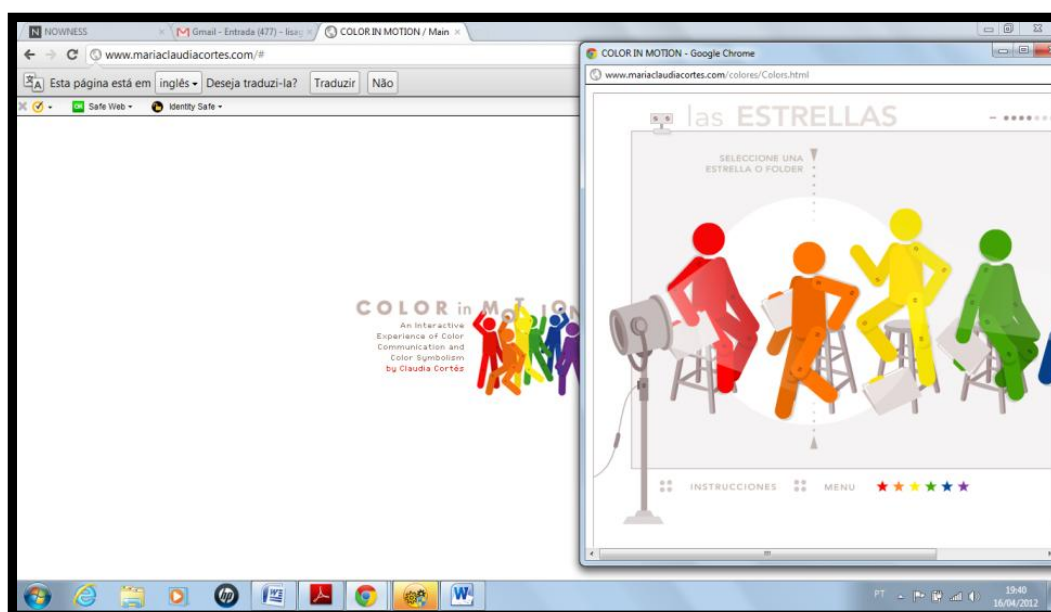 NOWNESS
Gmail - Entrada (477) - lisag
COLOR IN MOTION / Main
www.mariaclaudiacortes.com/#
Esta página está em inglês Deseja traduzi-la? Traduzir Não
Safe Web
Identity Safe
COLOR in MOTION
An Interactive
Experience of Color
Communication and
Color Symbolism
by Claudia Cortés
COLOR IN MOTION - Google Chrome
www.mariaclaudiacortes.com/colores/Colors.html
las ESTRELLAS
SELECCIONE UNA
ESTRELLA O FOLDER
INSTRUCCIONES MENU
PT
19:40
16/04/2012